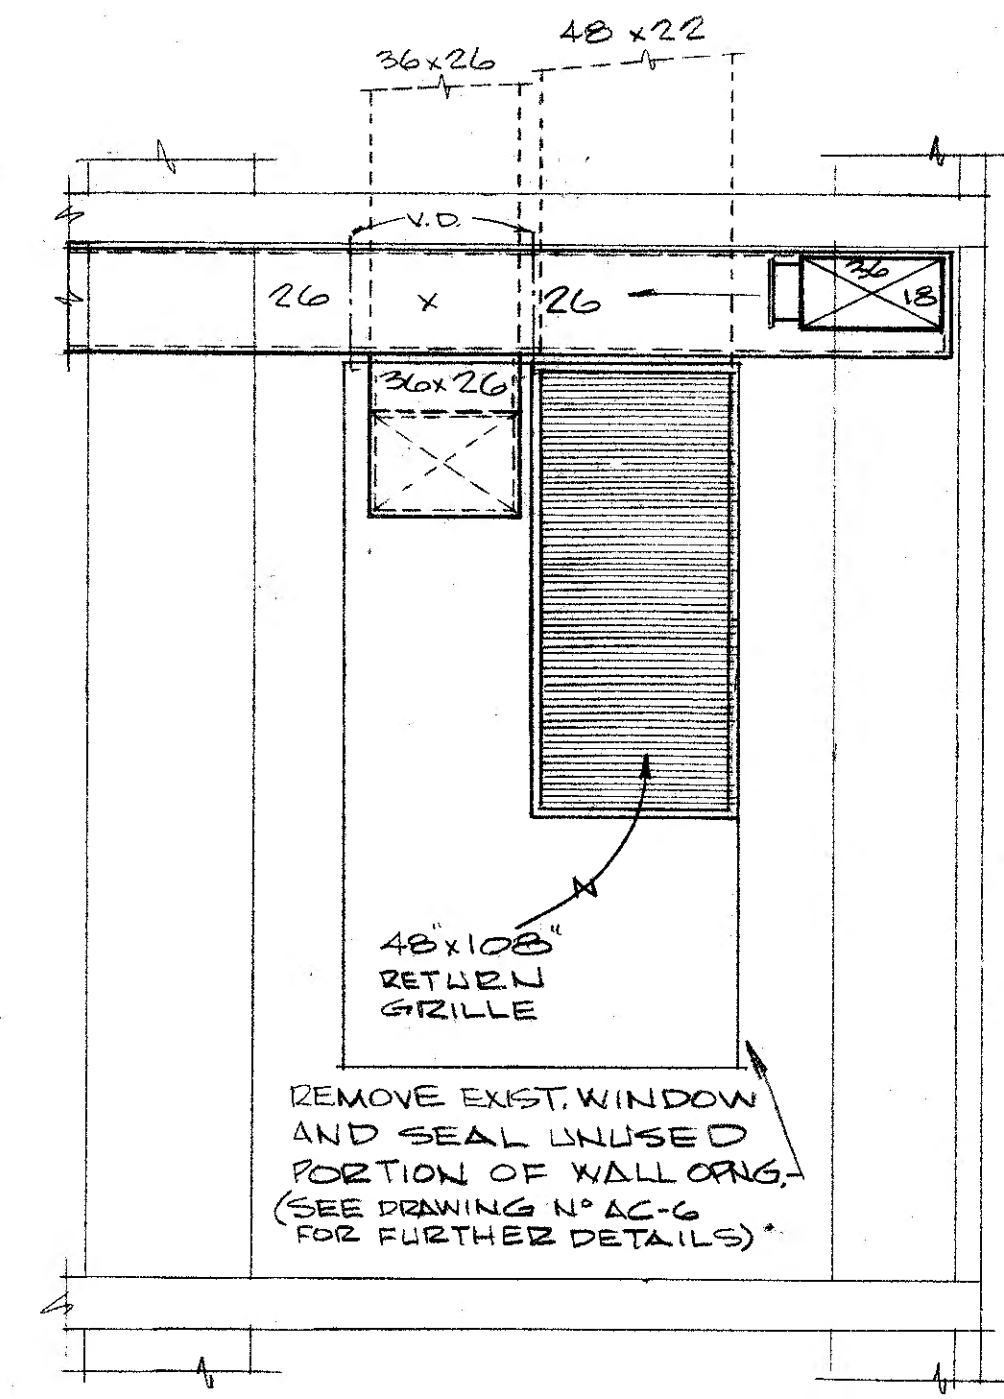 48 x 22
36x26
V.D.
26 x 26
36
18
36x26
48"x108"
RETURN
GRILLE
REMOVE EXIST. WINDOW
AND SEAL UNUSED
PORTION OF WALL OPNG.
(SEE DRAWING Nº AC-6
FOR FURTHER DETAILS)